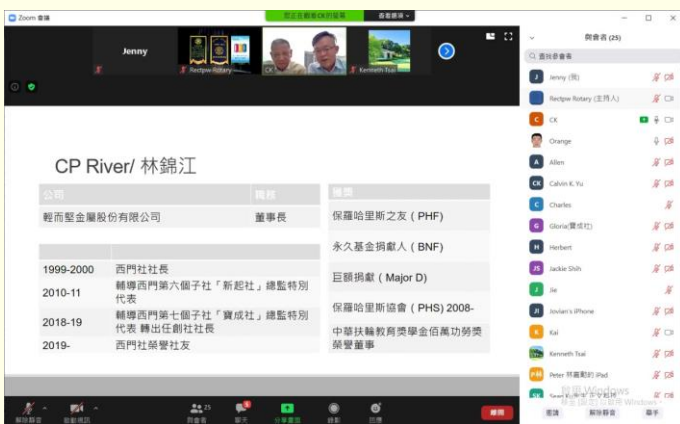 Zoom 會議
您正在觀看CK的螢幕
查看選項
Jenny
Rectpw Rotary
CK
Kenneth Tsai
CP River/ 林錦江
公司 職務
輕而堅金屬股份有限公司 董事長
1999-2000 西門社社長
2010-11 輔導西門第六個子社「新起社」總監特別
代表
2018-19 輔導西門第七個子社「寶成社」總監特別
代表 轉出任創社社長
2019- 西門社榮譽社友
獲獎
保羅哈里斯之友 ( PHF)
永久基金捐獻人 ( BNF)
巨額捐獻 ( Major D)
保羅哈里斯協會 ( PHS) 2008-
中華扶輪教育獎學金佰萬功勞獎
榮譽董事
解除靜音
啟動視訊
25
與會者
聊天
分享畫面
錄影
回應
離開
與會者 (25)
查找參會者
J Jenny (我)
Rectpw Rotary (主持人)
C CK
Orange
A Allen
CK Calvin K. Yu
C Charles
G Gloria(寶成社)
H Herbert
JS Jackie Shih
J Jie
JI Jovian's iPhone
K Kai
Kenneth Tsai
Peter 林嚴勳的 iPad
SK
啟用 Windows
邀請
解除靜音
舉手